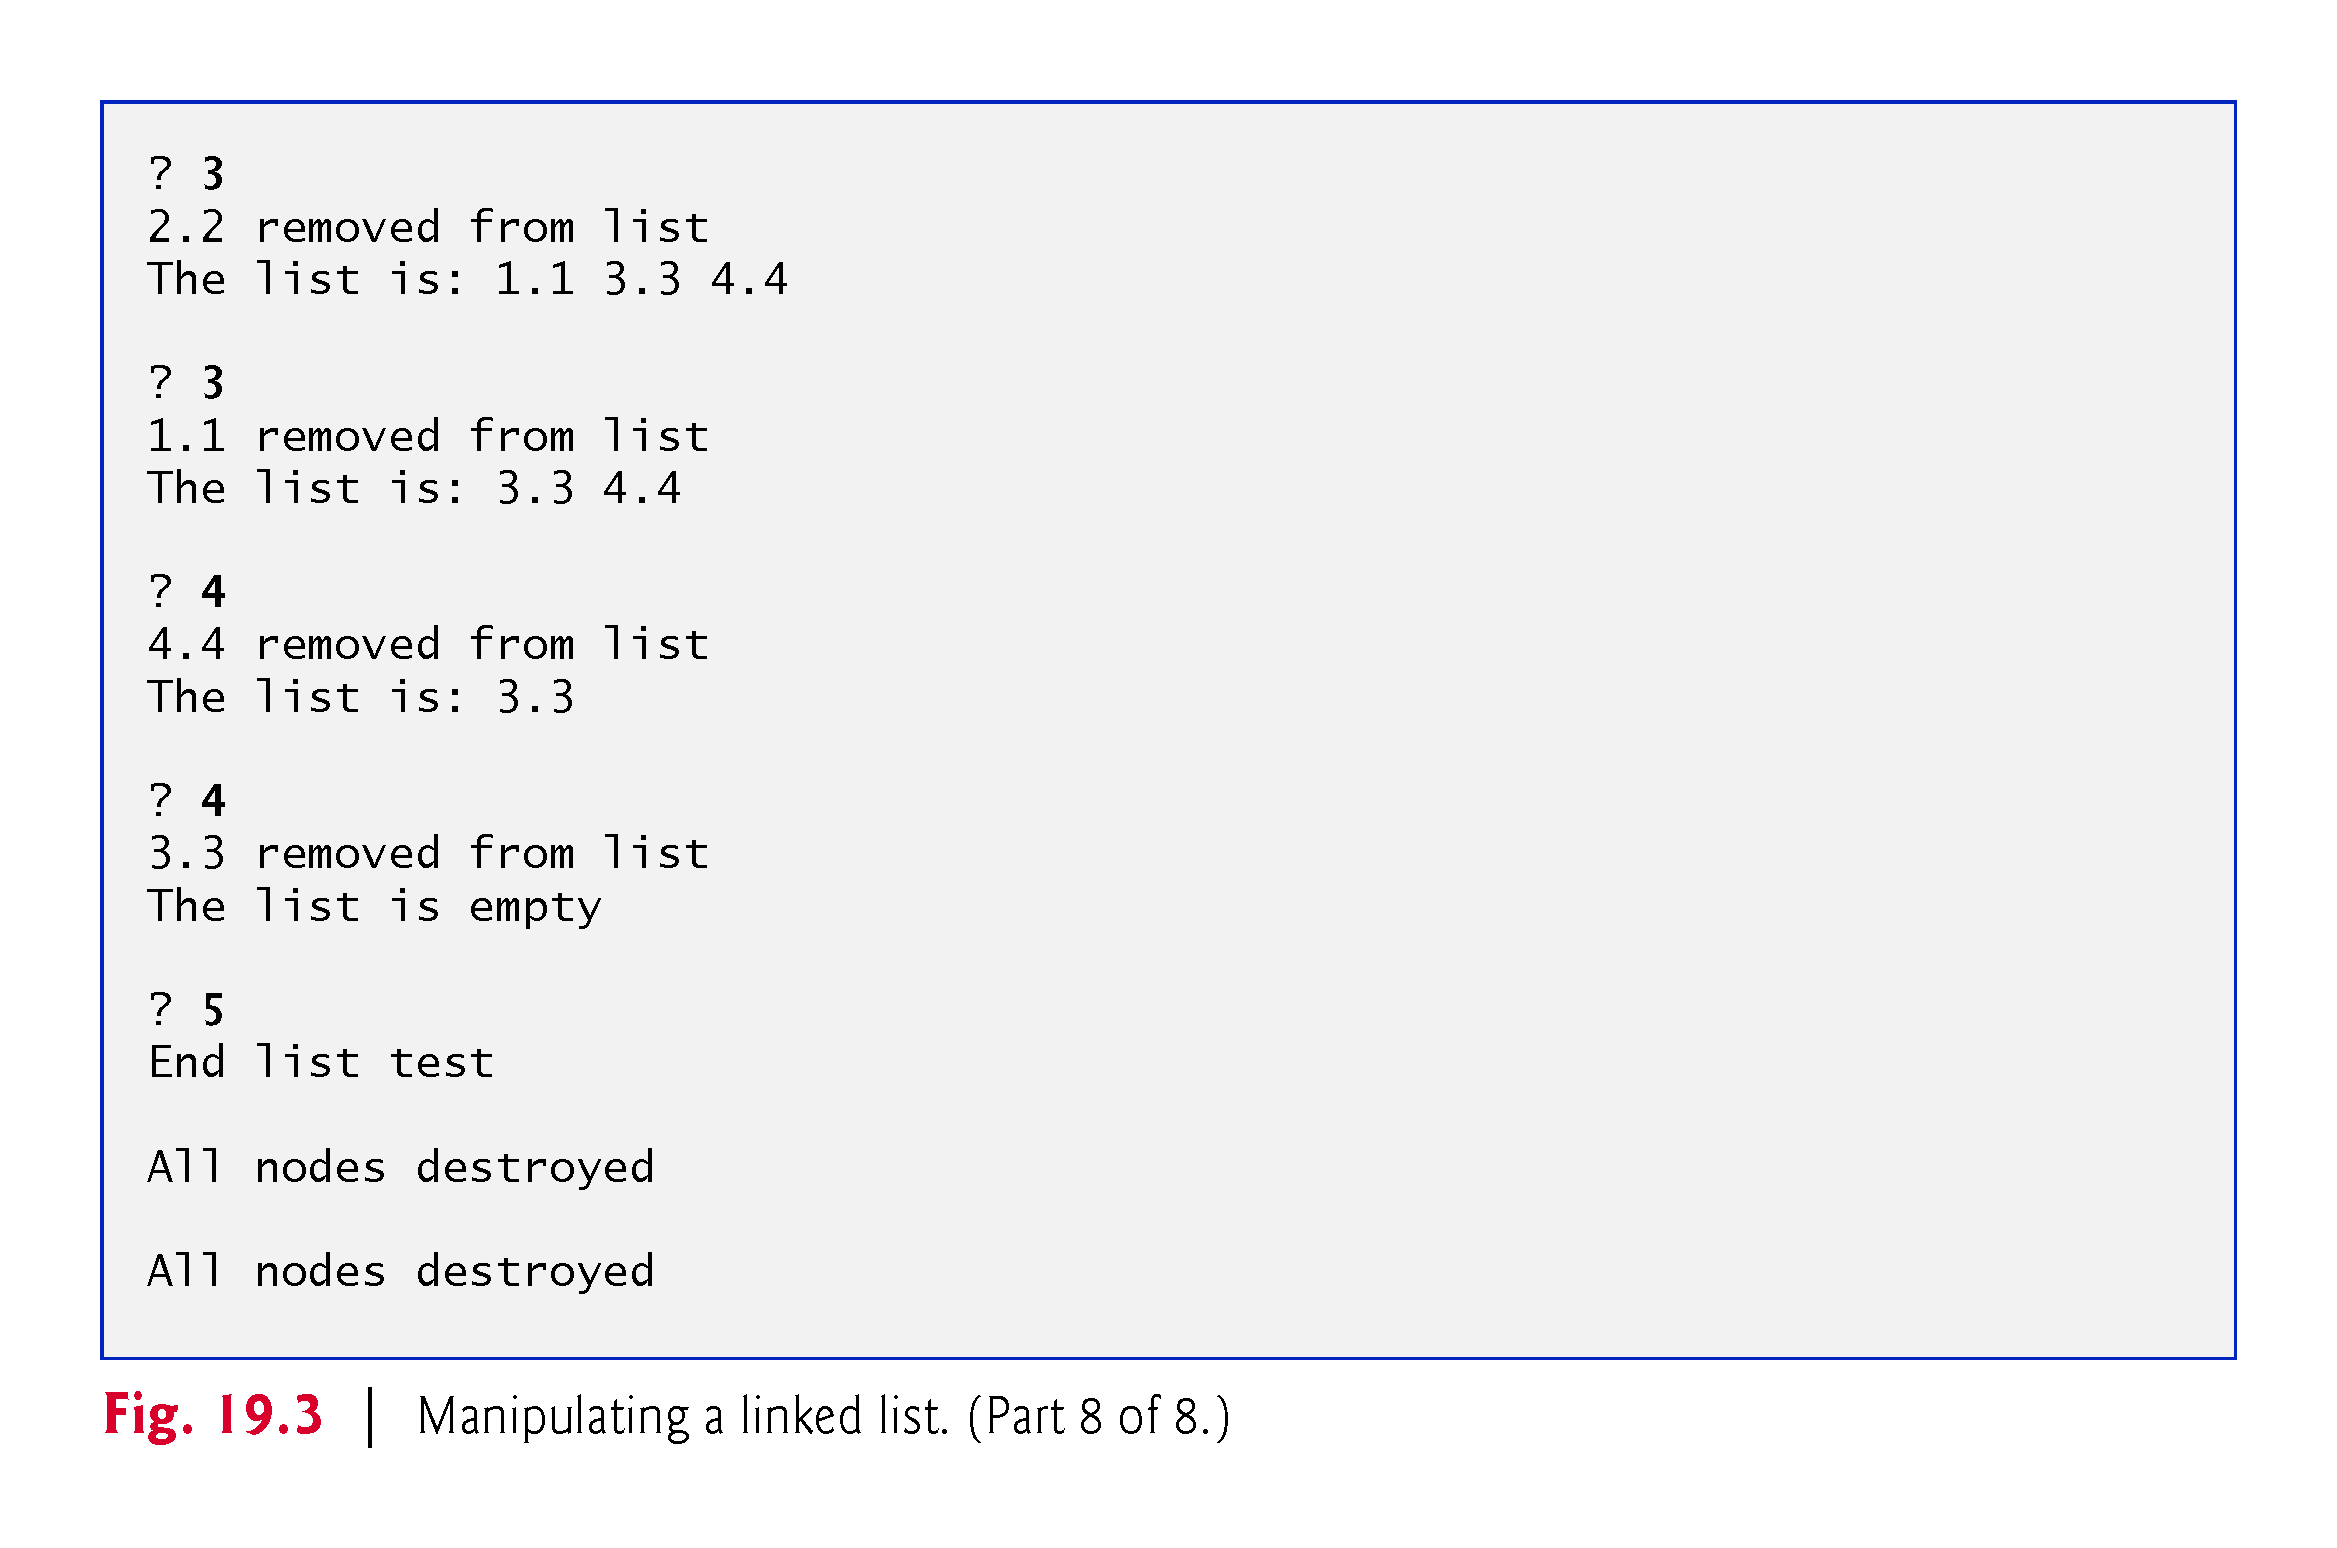 ? 3
2.2 removed from list
The list is: 1.1 3.3 4.4
? 3
1.1 removed from list
The list is: 3.3 4.4
? 4
4.4 removed from list
The list is: 3.3
? 4
3.3 removed from list
The list is empty
? 5
End list test
All nodes destroyed
All nodes destroyed
Fig. 19.3 | Manipulating a linked list. (Part 8 of 8.)